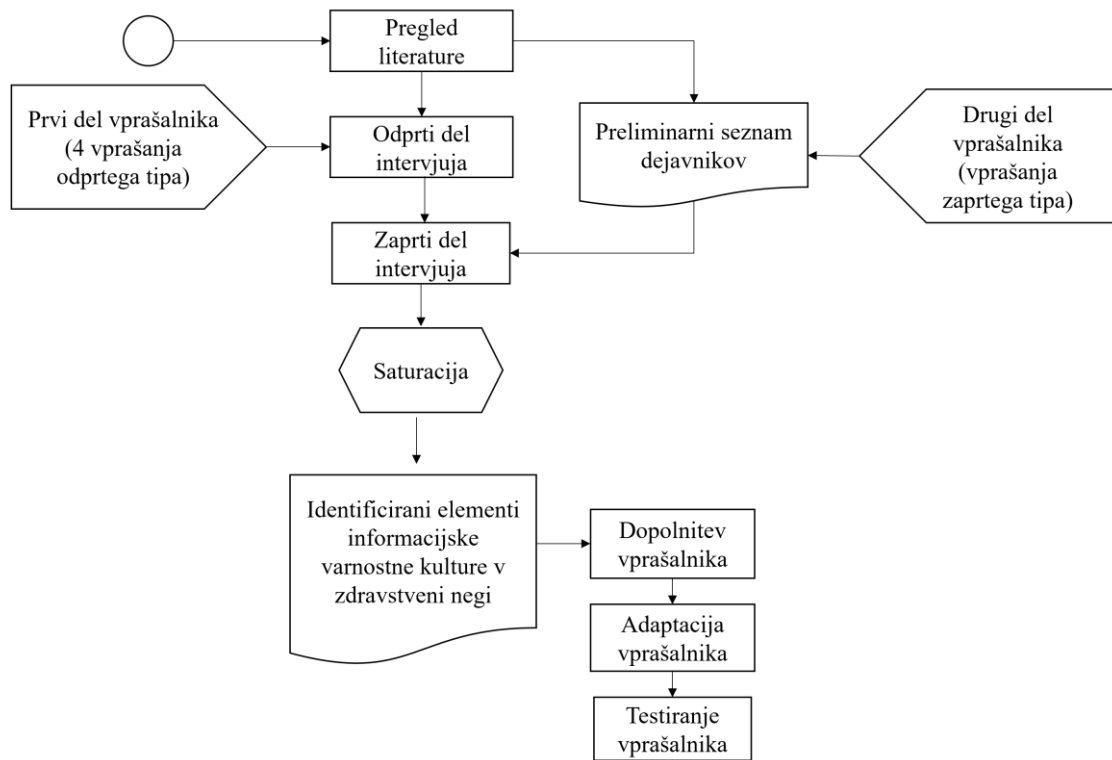 Pregled
literature
Prvi del vprašalnika
(4 vprašanja
odprtega tipa)
Odprti del
intervjuja
Preliminarni seznam
dejavnikov
Drugi del
vprašalnika
(vprašanja
zaprtega tipa)
Zaprti del
intervjuja
Saturacija
Identificirani elementi
informacijske
varnostne kulture v
zdravstveni negi
Dopolnitev
vprašalnika
Adaptacija
vprašalnika
Testiranje
vprašalnika